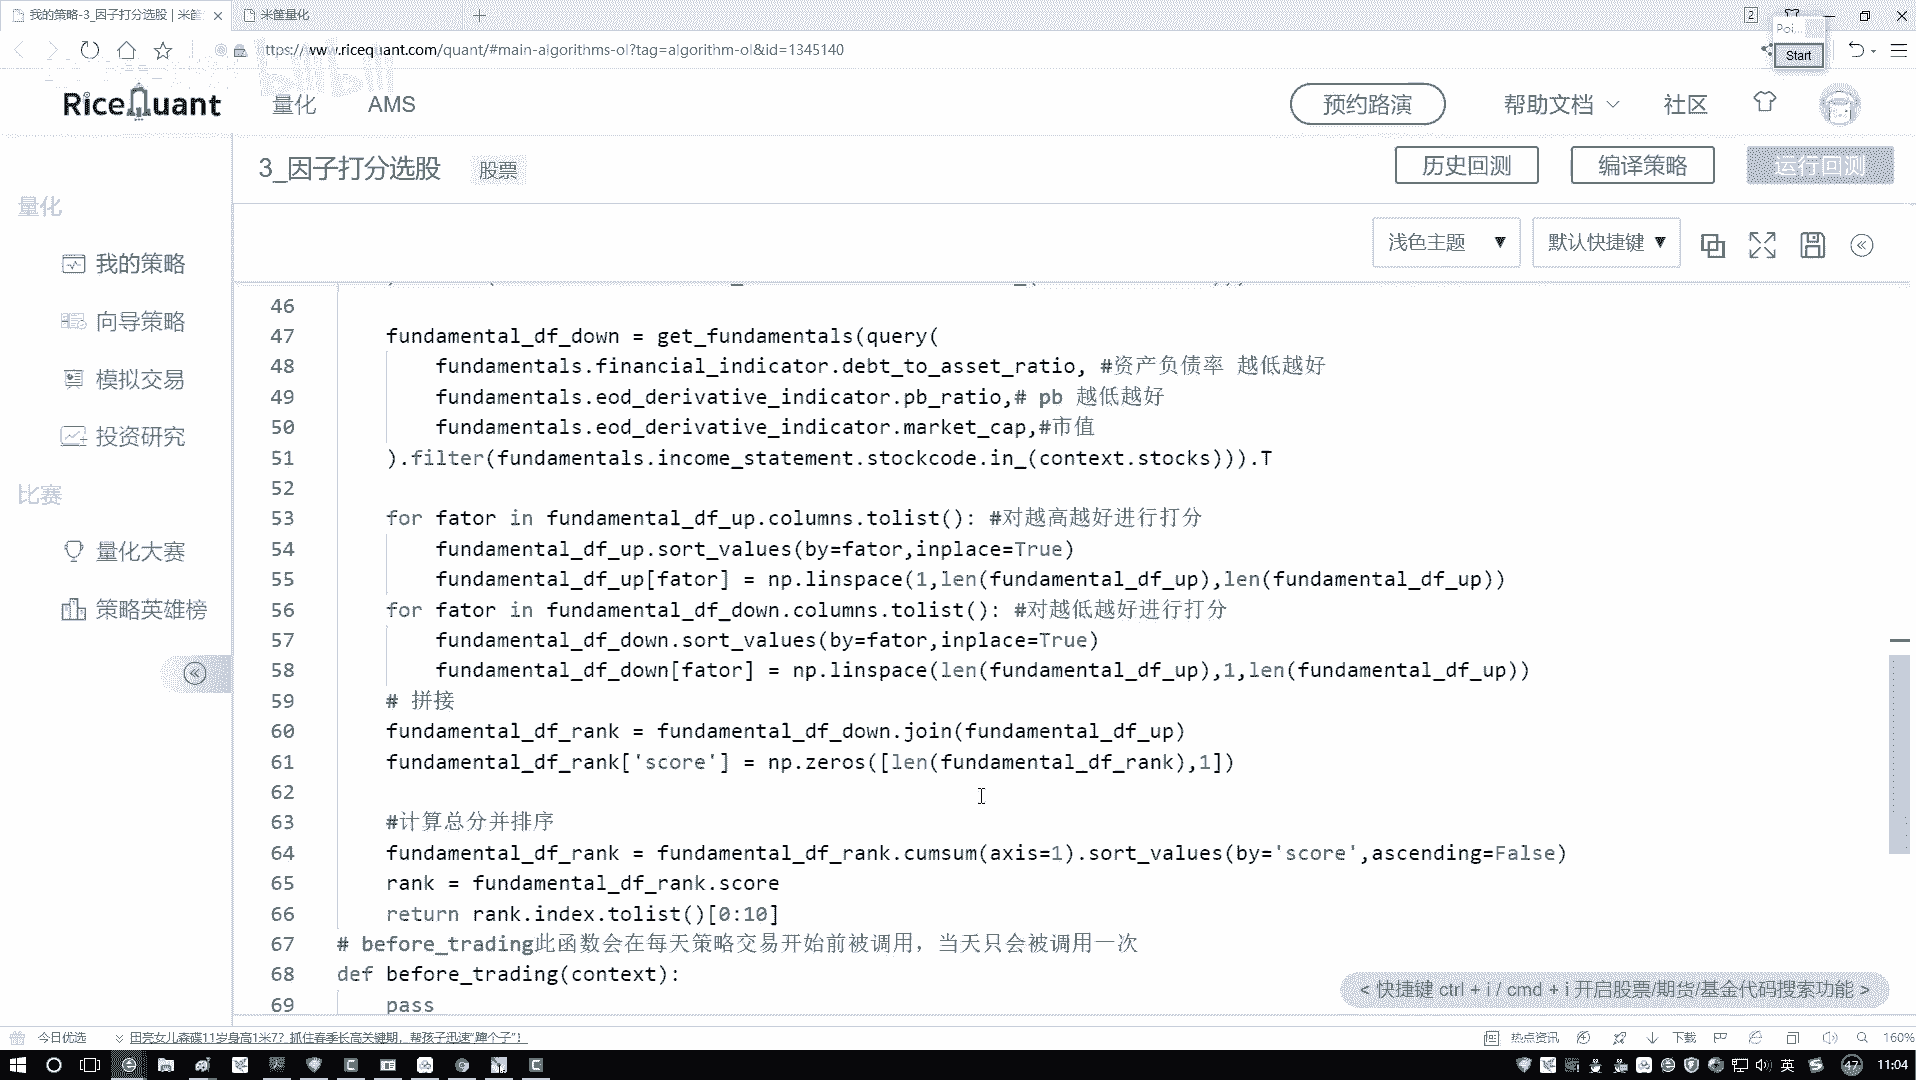 我的策略-3_因子打分选股 | 米筐
米筐量化
2
ttps://www.ricequant.com/quant/#main-algorithms-ol?tag=algorithm-ol&id=1345140
Poi...
Start
RiceQuant
量化
AMS
预约路演
帮助文档
社区
3_因子打分选股
股票
历史回测
编译策略
运行回测
量化
我的策略
向导策略
模拟交易
投资研究
比赛
量化大赛
策略英雄榜
浅色主题
默认快捷键
46
47 fundamental_df_down = get_fundamentals(query(
48 fundamentals.financial_indicator.debt_to_asset_ratio, #资产负债率 越低越好
49 fundamentals.eod_derivative_indicator.pb_ratio,# pb 越低越好
50 fundamentals.eod_derivative_indicator.market_cap,#市值
51 ).filter(fundamentals.income_statement.stockcode.in_(context.stocks))).T
52
53 for fator in fundamental_df_up.columns.tolist(): #对越高越好进行打分
54 fundamental_df_up.sort_values(by=fator,inplace=True)
55 fundamental_df_up[fator] = np.linspace(1,len(fundamental_df_up),len(fundamental_df_up))
56 for fator in fundamental_df_down.columns.tolist(): #对越低越好进行打分
57 fundamental_df_down.sort_values(by=fator,inplace=True)
58 fundamental_df_down[fator] = np.linspace(len(fundamental_df_up),1,len(fundamental_df_up))
59 # 拼接
60 fundamental_df_rank = fundamental_df_down.join(fundamental_df_up)
61 fundamental_df_rank['score'] = np.zeros([len(fundamental_df_rank),1])
62
63 #计算总分并排序
64 fundamental_df_rank = fundamental_df_rank.cumsum(axis=1).sort_values(by='score',ascending=False)
65 rank = fundamental_df_rank.score
66 return rank.index.tolist()[0:10]
67 # before_trading此函数会在每天策略交易开始前被调用，当天只会被调用一次
68 def before_trading(context):
69 pass
< 快捷键 ctrl + i / cmd + i 开启股票/期货/基金代码搜索功能 >
今日优选
田亮女儿森碟11岁身高1米7? 抓住春季长高关键期，帮孩子迅速“蹿个子”!
热点资讯
下载
160%
英
47
11:04